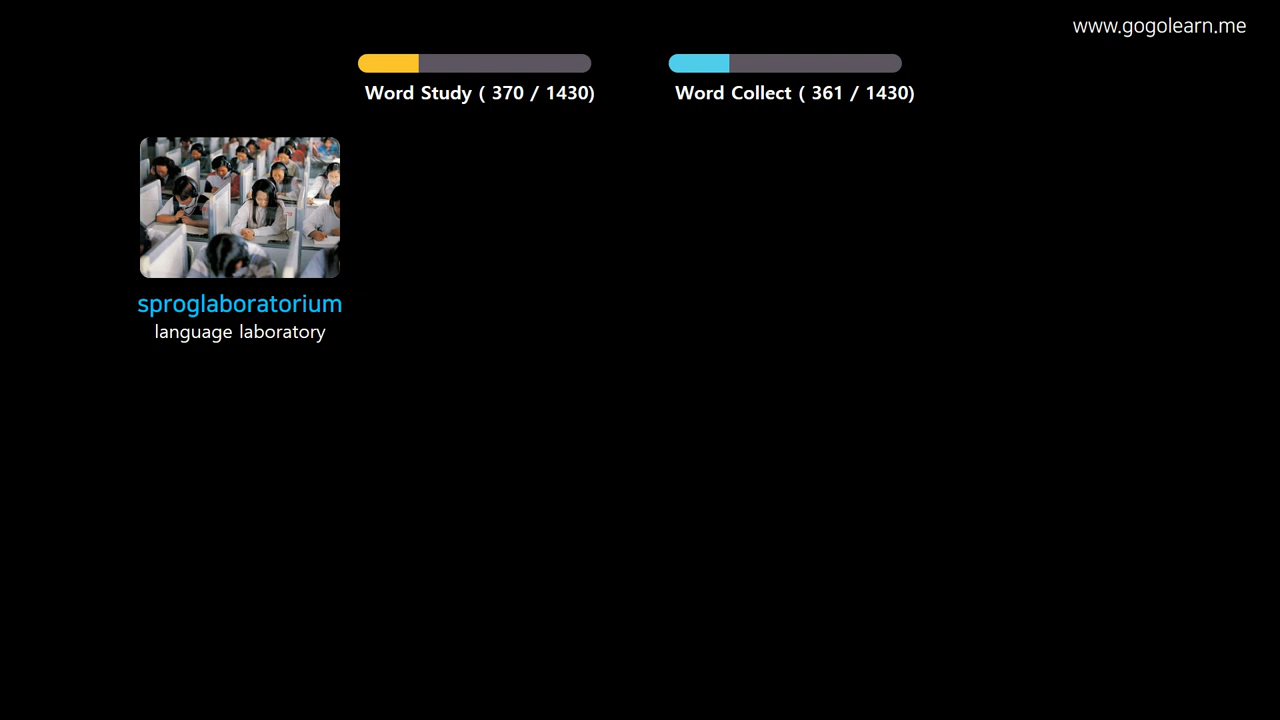 www.gogolearn.me
Word Study ( 370 / 1430)
Word Collect ( 361 / 1430)
sproglaboratorium
language laboratory